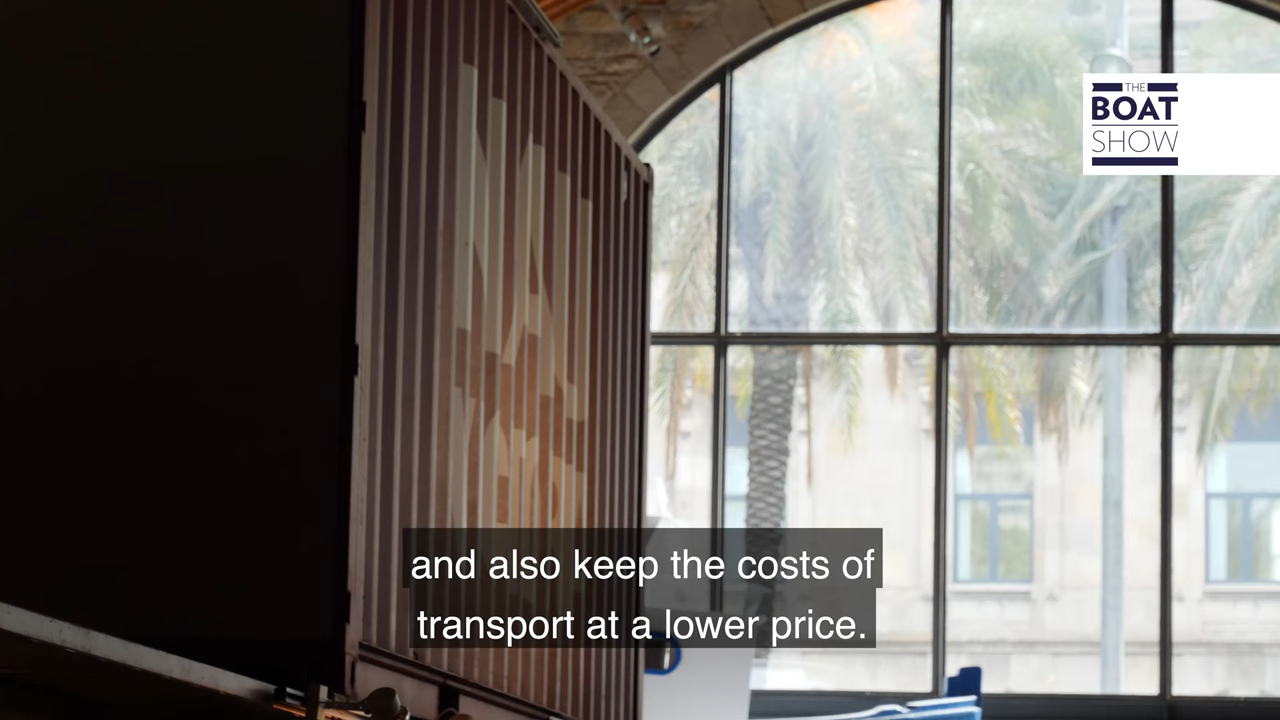 THE
BOAT
SHOW
and also keep the costs of
transport at a lower price.